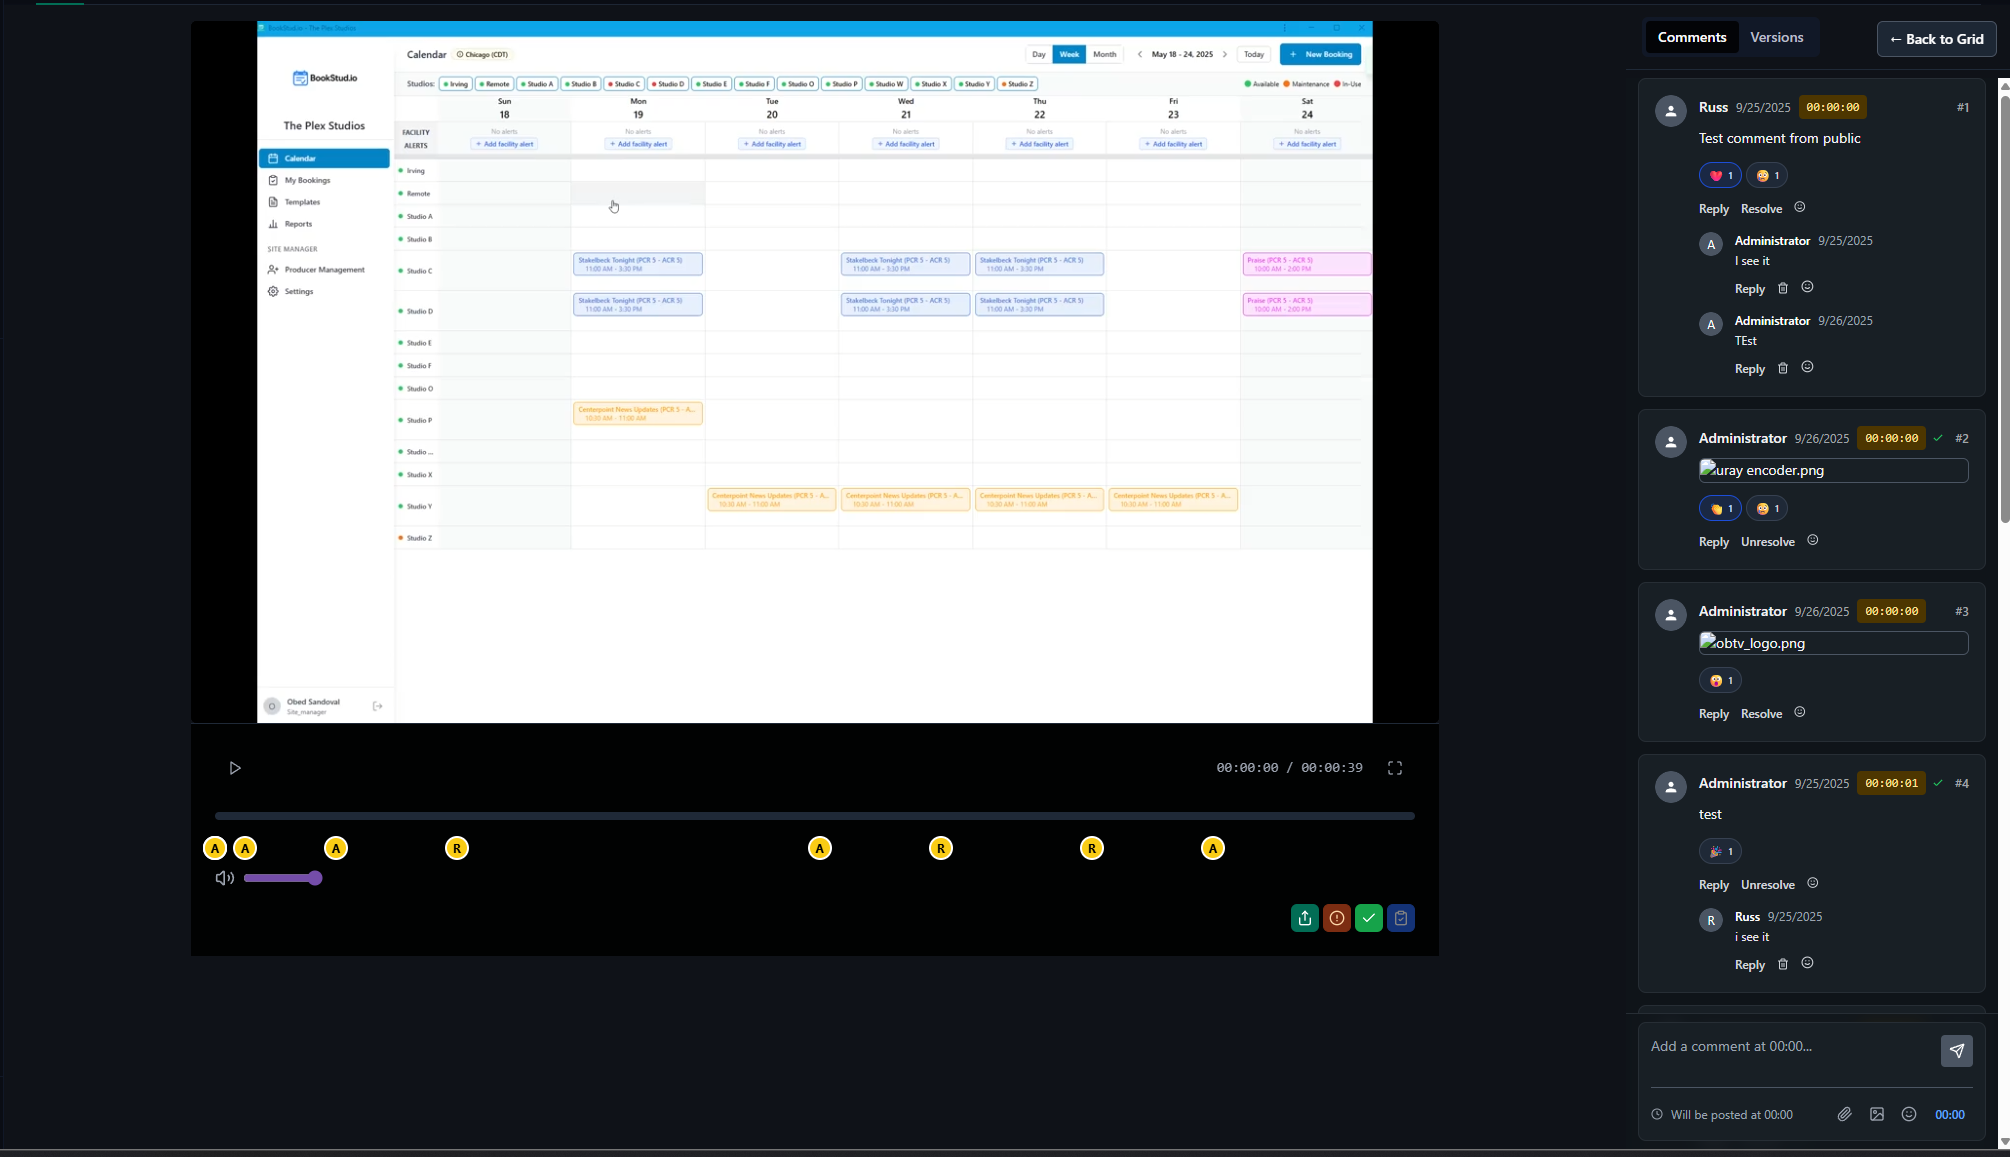 BookStud.io - The Plex Studios
BookStud.io
The Plex Studios
Calendar
My Bookings
Templates
Reports
SITE MANAGER
Producer Management
Settings
O
Obed Sandoval
Site_manager
Calendar
Chicago (CDT)
Day
Week
Month
May 18 - 24, 2025
Today
+ New Booking
Studios:
Irving
Remote
Studio A
Studio B
Studio C
Studio D
Studio E
Studio F
Studio O
Studio P
Studio W
Studio X
Studio Y
Studio Z
Available
Maintenance
In-Use
Sun
18
Mon
19
Tue
20
Wed
21
Thu
22
Fri
23
Sat
24
FACILITY
ALERTS
No alerts
+ Add facility alert
No alerts
+ Add facility alert
No alerts
+ Add facility alert
No alerts
+ Add facility alert
No alerts
+ Add facility alert
No alerts
+ Add facility alert
No alerts
+ Add facility alert
Irving
Remote
Studio A
Studio B
Studio C
Stakelbeck Tonight (PCR 5 - ACR 5)
11:00 AM - 3:30 PM
Stakelbeck Tonight (PCR 5 - ACR 5)
11:00 AM - 3:30 PM
Stakelbeck Tonight (PCR 5 - ACR 5)
11:00 AM - 3:30 PM
Praise (PCR 5 - ACR 5)
10:00 AM - 2:00 PM
Studio D
Stakelbeck Tonight (PCR 5 - ACR 5)
11:00 AM - 3:30 PM
Stakelbeck Tonight (PCR 5 - ACR 5)
11:00 AM - 3:30 PM
Stakelbeck Tonight (PCR 5 - ACR 5)
11:00 AM - 3:30 PM
Praise (PCR 5 - ACR 5)
10:00 AM - 2:00 PM
Studio E
Studio F
Studio O
Studio P
Centerpoint News Updates (PCR 5 - A...
10:30 AM - 11:00 AM
Studio ...
Studio X
Studio Y
Centerpoint News Updates (PCR 5 - A...
10:30 AM - 11:00 AM
Centerpoint News Updates (PCR 5 - A...
10:30 AM - 11:00 AM
Centerpoint News Updates (PCR 5 - A...
10:30 AM - 11:00 AM
Centerpoint News Updates (PCR 5 - A...
10:30 AM - 11:00 AM
Studio Z
00:00:00 / 00:00:39
A
A
A
R
A
R
R
A
Comments
Versions
← Back to Grid
Russ 9/25/2025 00:00:00 #1
Test comment from public
1
1
Reply Resolve
A
Administrator 9/25/2025
I see it
Reply
A
Administrator 9/26/2025
TEst
Reply
Administrator 9/26/2025 00:00:00 ✓ #2
uray encoder.png
1
1
Reply Unresolve
Administrator 9/26/2025 00:00:00 #3
obtv_logo.png
1
Reply Resolve
Administrator 9/25/2025 00:00:01 ✓ #4
test
1
Reply Unresolve
R
Russ 9/25/2025
i see it
Reply
Add a comment at 00:00...
Will be posted at 00:00
00:00